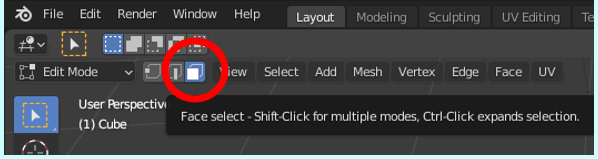 File Edit Render Window Help Layout Modeling Sculpting UV Editing
Edit Mode View Select Add Mesh Vertex Edge Face UV
User Perspective
(1) Cube
Face select - Shift-Click for multiple modes, Ctrl-Click expands selection.